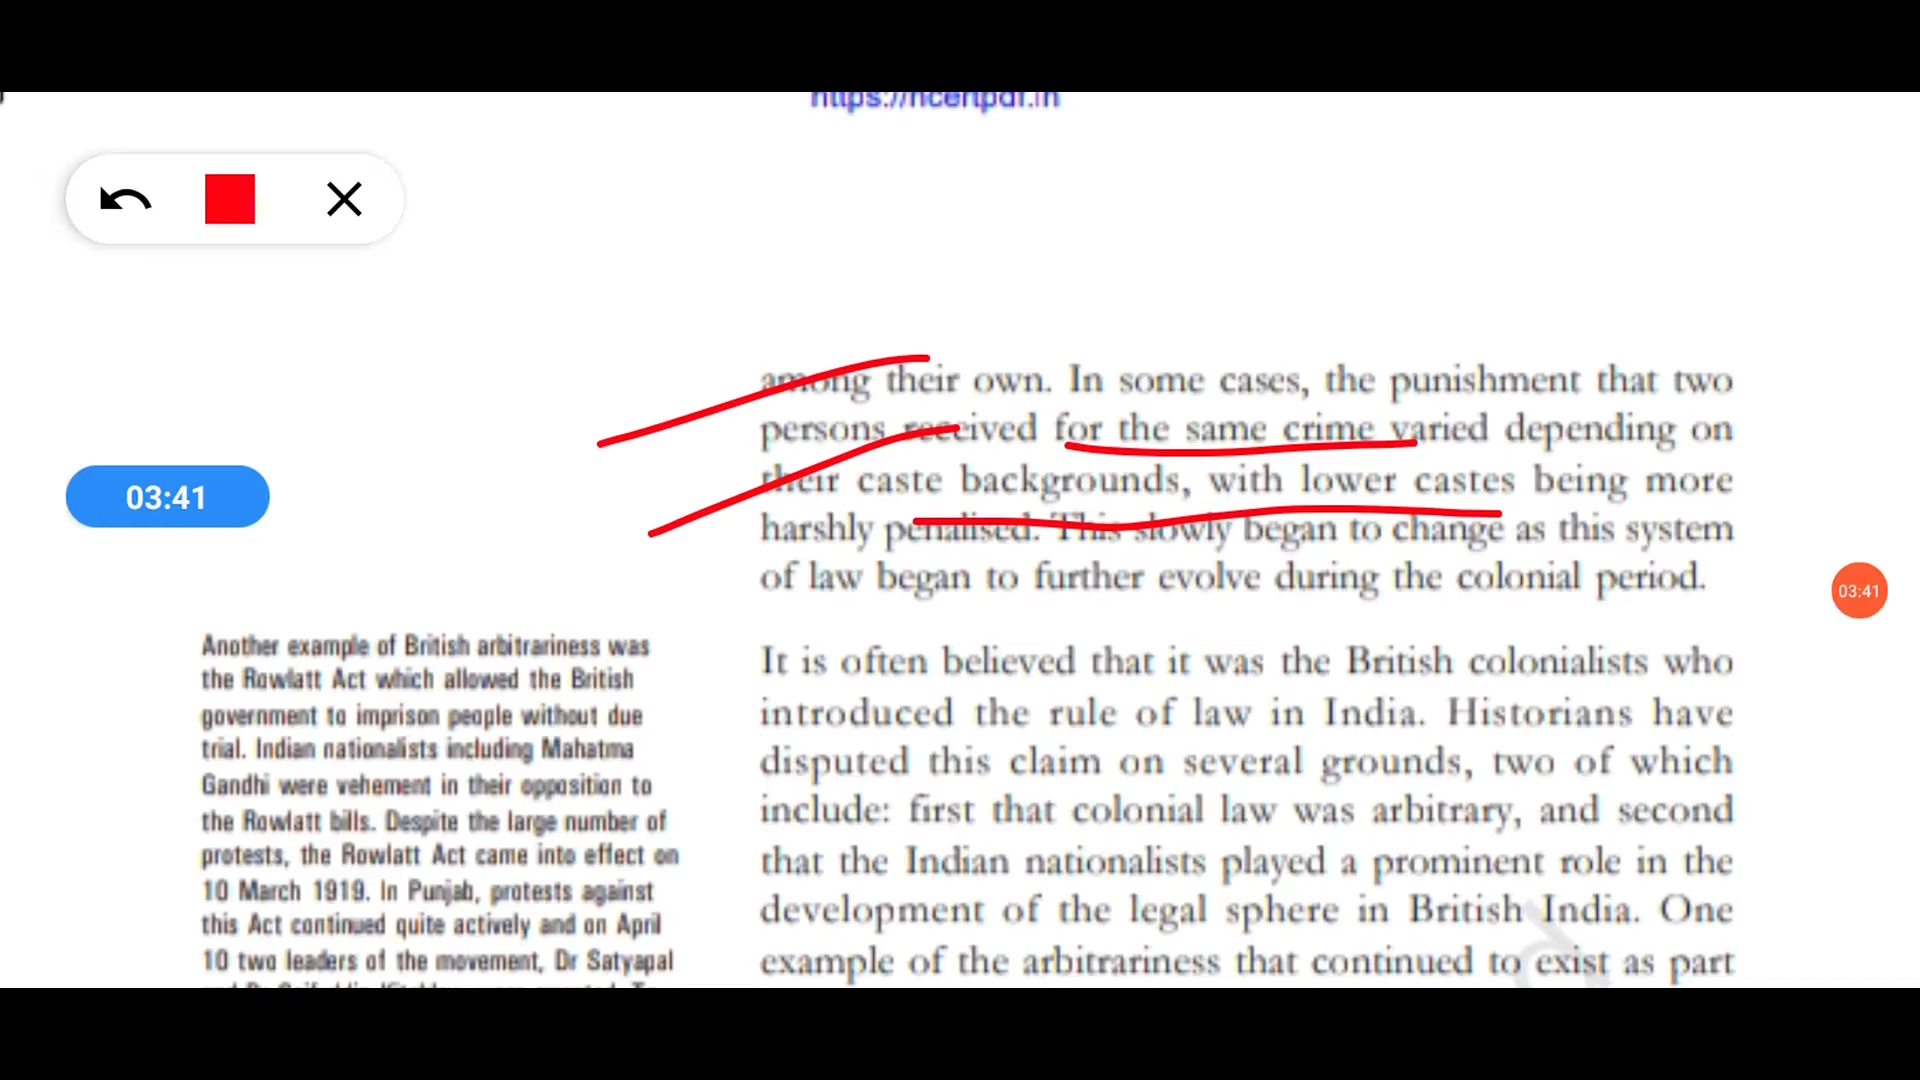 https://ncertpdf.in
03:41
among their own. In some cases, the punishment that two
persons received for the same crime varied depending on
their caste backgrounds, with lower castes being more
harshly penalised. This slowly began to change as this system
of law began to further evolve during the colonial period.
03:41
Another example of British arbitrariness was
the Rowlatt Act which allowed the British
government to imprison people without due
trial. Indian nationalists including Mahatma
Gandhi were vehement in their opposition to
the Rowlatt bills. Despite the large number of
protests, the Rowlatt Act came into effect on
10 March 1919. In Punjab, protests against
this Act continued quite actively and on April
10 two leaders of the movement, Dr Satyapal
It is often believed that it was the British colonialists who
introduced the rule of law in India. Historians have
disputed this claim on several grounds, two of which
include: first that colonial law was arbitrary, and second
that the Indian nationalists played a prominent role in the
development of the legal sphere in British India. One
example of the arbitrariness that continued to exist as part